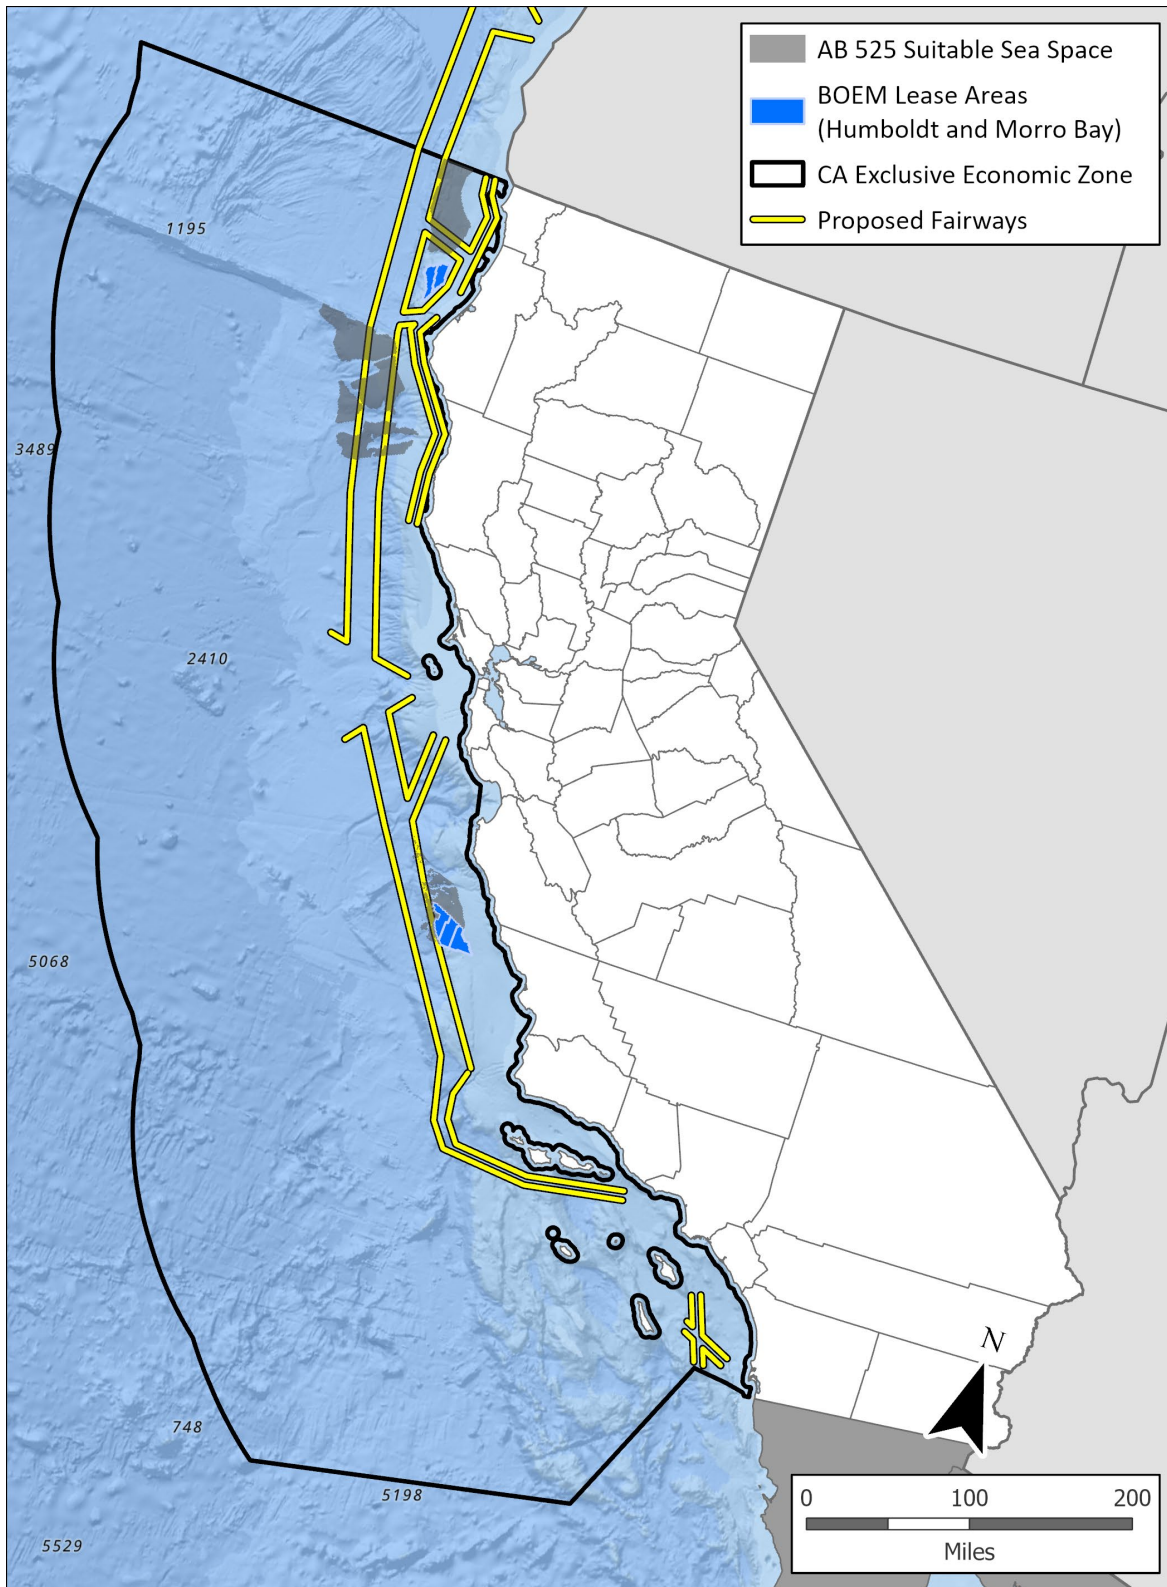 AB 525 Suitable Sea Space
BOEM Lease Areas
(Humboldt and Morro Bay)
CA Exclusive Economic Zone
Proposed Fairways
1195
3489
2410
5068
748
5198
5529
N
0 100 200
Miles